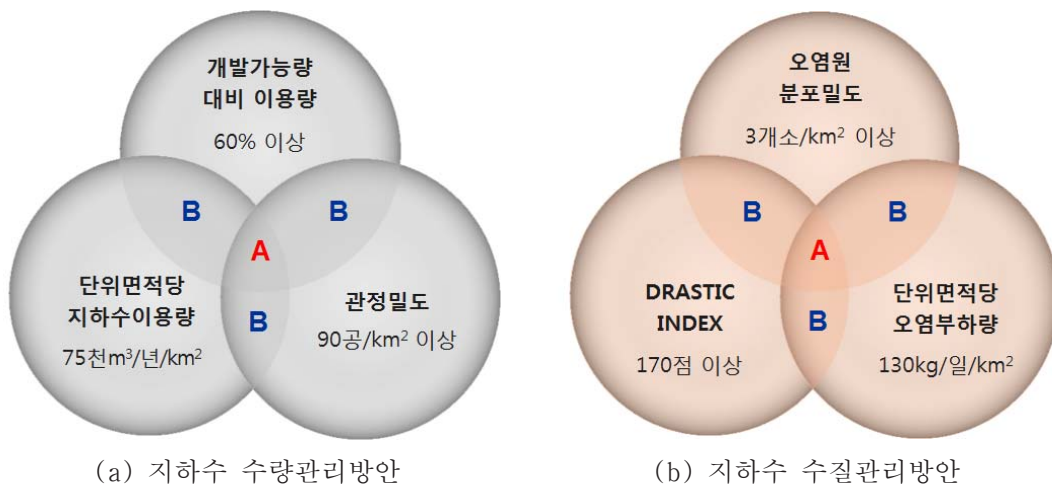 개발가능량
대비 이용량
60% 이상
B
B
A
단위면적당
지하수이용량
75천m³/년/km²
B
관정밀도
90공/km² 이상
(a) 지하수 수량관리방안
오염원
분포밀도
3개소/km² 이상
B
B
A
DRASTIC
INDEX
170점 이상
B
단위면적당
오염부하량
130kg/일/km²
(b) 지하수 수질관리방안